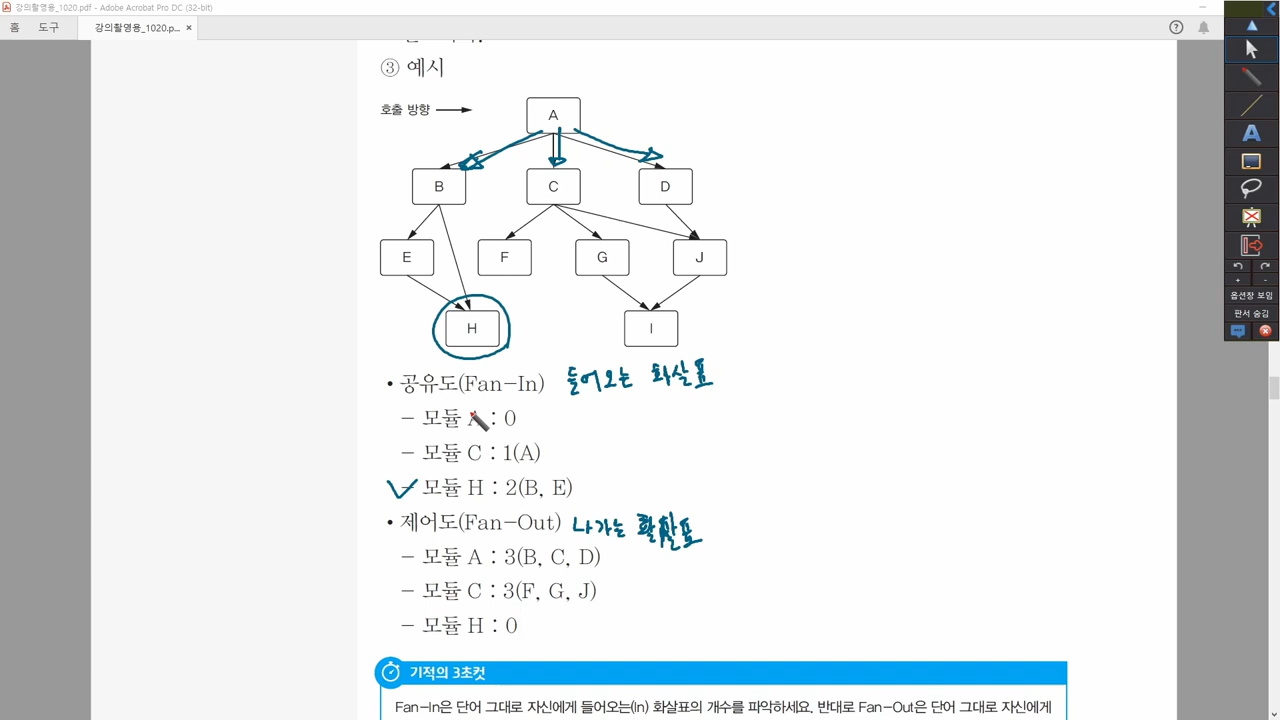 강의촬영용_1020.pdf - Adobe Acrobat Pro DC (32-bit)
홈 도구 강의촬영용_1020.p... ×
③ 예시
호출 방향
A
B C D
E F G J
H I
• 공유도(Fan-In) 들어오는 화살표
- 모듈 A : 0
- 모듈 C : 1(A)
- 모듈 H : 2(B, E)
• 제어도(Fan-Out) 나가는 화살표
- 모듈 A : 3(B, C, D)
- 모듈 C : 3(F, G, J)
- 모듈 H : 0
기적의 3초컷
Fan-In은 단어 그대로 자신에게 들어오는(In) 화살표의 개수를 파악하세요. 반대로 Fan-Out은 단어 그대로 자신에게
A
옵션창 보임
판서 숨김